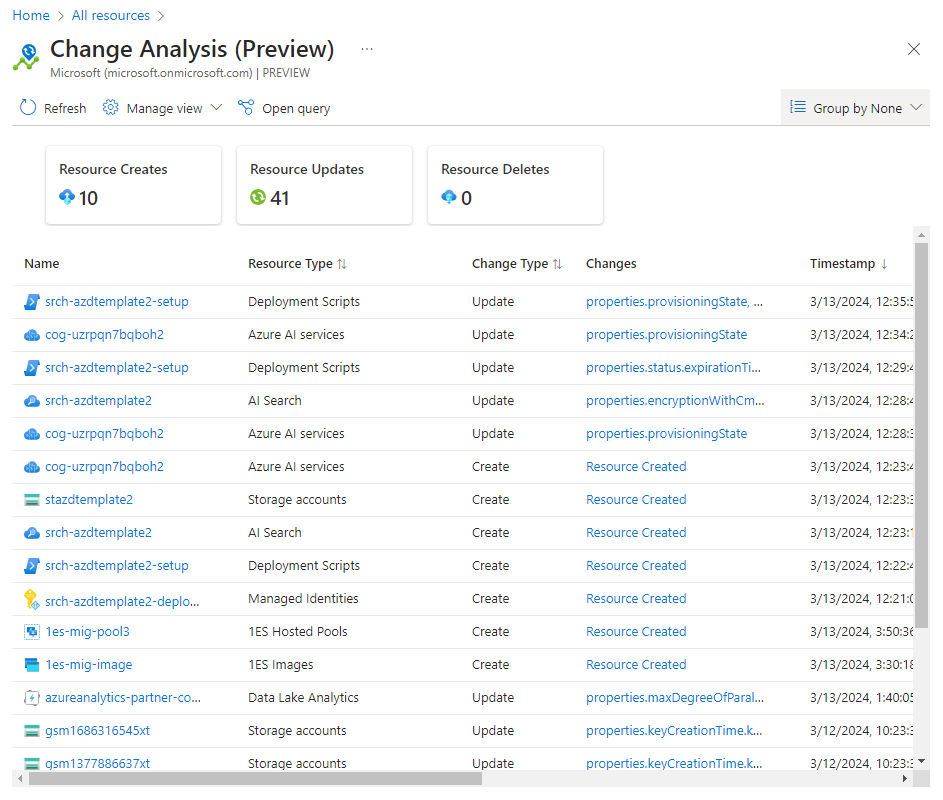 Home > All resources >
Change Analysis (Preview) ...
Microsoft (microsoft.onmicrosoft.com) | PREVIEW
Refresh Manage view Open query Group by None
Resource Creates Resource Updates Resource Deletes
10 41 0
Name Resource Type ↑↓ Change Type ↑↓ Changes Timestamp ↓
srch-azdtemplate2-setup Deployment Scripts Update properties.provisioningState, ... 3/13/2024, 12:35:5
cog-uzrpqn7bqboh2 Azure AI services Update properties.provisioningState 3/13/2024, 12:34:2
srch-azdtemplate2-setup Deployment Scripts Update properties.status.expirationTi... 3/13/2024, 12:29:4
srch-azdtemplate2 AI Search Update properties.encryptionWithCm... 3/13/2024, 12:28:4
cog-uzrpqn7bqboh2 Azure AI services Update properties.provisioningState 3/13/2024, 12:28:3
cog-uzrpqn7bqboh2 Azure AI services Create Resource Created 3/13/2024, 12:23:4
stazdtemplate2 Storage accounts Create Resource Created 3/13/2024, 12:23:3
srch-azdtemplate2 AI Search Create Resource Created 3/13/2024, 12:23:1
srch-azdtemplate2-setup Deployment Scripts Create Resource Created 3/13/2024, 12:22:4
srch-azdtemplate2-deplo... Managed Identities Create Resource Created 3/13/2024, 12:21:0
1es-mig-pool3 1ES Hosted Pools Create Resource Created 3/13/2024, 3:50:36
1es-mig-image 1ES Images Create Resource Created 3/13/2024, 3:30:18
azureanalytics-partner-co... Data Lake Analytics Update properties.maxDegreeOfParal... 3/13/2024, 1:40:05
gsm1686316545xt Storage accounts Update properties.keyCreationTime.k... 3/12/2024, 10:23:3
gsm1377886637xt Storage accounts Update properties.keyCreationTime.k... 3/12/2024, 10:23:3